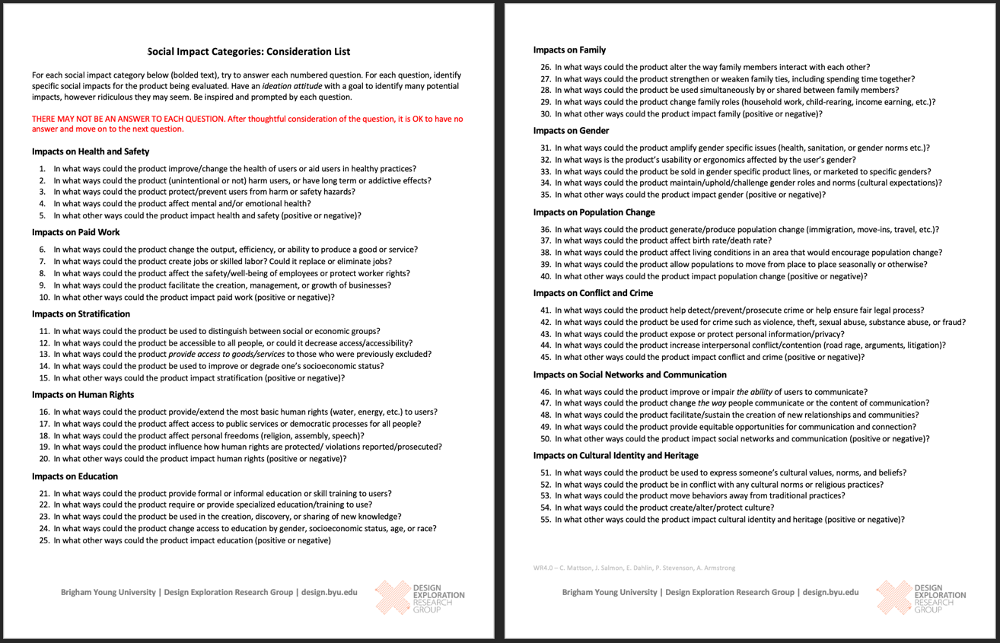 Social Impact Categories: Consideration List
For each social impact category below (bolded text), try to answer each numbered question. For each question, identify
specific social impacts for the product being evaluated. Have an ideation attitude with a goal to identify many potential
impacts, however ridiculous they may seem. Be inspired and prompted by each question.
THERE MAY NOT BE AN ANSWER TO EACH QUESTION. After thoughtful consideration of the question, it is OK to have no
answer and move on to the next question.
Impacts on Health and Safety
1. In what ways could the product improve/change the health of users or aid users in healthy practices?
2. In what ways could the product (unintentional or not) harm users, or have long term or addictive effects?
3. In what ways could the product protect/prevent users from harm or safety hazards?
4. In what ways could the product affect mental and/or emotional health?
5. In what other ways could the product impact health and safety (positive or negative)?
Impacts on Paid Work
6. In what ways could the product change the output, efficiency, or ability to produce a good or service?
7. In what ways could the product create jobs or skilled labor? Could it replace or eliminate jobs?
8. In what ways could the product affect the safety/well-being of employees or protect worker rights?
9. In what ways could the product facilitate the creation, management, or growth of businesses?
10. In what other ways could the product impact paid work (positive or negative)?
Impacts on Stratification
11. In what ways could the product be used to distinguish between social or economic groups?
12. In what ways could the product be accessible to all people, or could it decrease access/accessibility?
13. In what ways could the product provide access to goods/services to those who were previously excluded?
14. In what ways could the product be used to improve or degrade one's socioeconomic status?
15. In what other ways could the product impact stratification (positive or negative)?
Impacts on Human Rights
16. In what ways could the product provide/extend the most basic human rights (water, energy, etc.) to users?
17. In what ways could the product affect access to public services or democratic processes for all people?
18. In what ways could the product affect personal freedoms (religion, assembly, speech)?
19. In what ways could the product influence how human rights are protected/ violations reported/prosecuted?
20. In what other ways could the product impact human rights (positive or negative)?
Impacts on Education
21. In what ways could the product provide formal or informal education or skill training to users?
22. In what ways could the product require or provide specialized education/training to use?
23. In what ways could the product be used in the creation, discovery, or sharing of new knowledge?
24. In what ways could the product change access to education by gender, socioeconomic status, age, or race?
25. In what other ways could the product impact education (positive or negative)
Brigham Young University | Design Exploration Research Group | design.byu.edu
DESIGN
EXPLORATION
RESEARCH
GROUP
Impacts on Family
26. In what ways could the product alter the way family members interact with each other?
27. In what ways could the product strengthen or weaken family ties, including spending time together?
28. In what ways could the product be used simultaneously by or shared between family members?
29. In what ways could the product change family roles (household work, child-rearing, income earning, etc.)?
30. In what other ways could the product impact family (positive or negative)?
Impacts on Gender
31. In what ways could the product amplify gender specific issues (health, sanitation, or gender norms etc.)?
32. In what ways is the product's usability or ergonomics affected by the user's gender?
33. In what ways could the product be sold in gender specific product lines, or marketed to specific genders?
34. In what ways could the product maintain/uphold/challenge gender roles and norms (cultural expectations)?
35. In what other ways could the product impact gender (positive or negative)?
Impacts on Population Change
36. In what ways could the product generate/produce population change (immigration, move-ins, travel, etc.)?
37. In what ways could the product affect birth rate/death rate?
38. In what ways could the product affect living conditions in an area that would encourage population change?
39. In what ways could the product allow populations to move from place to place seasonally or otherwise?
40. In what other ways could the product impact population change (positive or negative)?
Impacts on Conflict and Crime
41. In what ways could the product help detect/prevent/prosecute crime or help ensure fair legal process?
42. In what ways could the product be used for crime such as violence, theft, sexual abuse, substance abuse, or fraud?
43. In what ways could the product expose or protect personal information/privacy?
44. In what ways could the product increase interpersonal conflict/contention (road rage, arguments, litigation)?
45. In what other ways could the product impact conflict and crime (positive or negative)?
Impacts on Social Networks and Communication
46. In what ways could the product improve or impair the ability of users to communicate?
47. In what ways could the product change the way people communicate or the content of communication?
48. In what ways could the product facilitate/sustain the creation of new relationships and communities?
49. In what ways could the product provide equitable opportunities for communication and connection?
50. In what other ways could the product impact social networks and communication (positive or negative)?
Impacts on Cultural Identity and Heritage
51. In what ways could the product be used to express someone's cultural values, norms, and beliefs?
52. In what ways could the product be in conflict with any cultural norms or religious practices?
53. In what ways could the product move behaviors away from traditional practices?
54. In what ways could the product create/alter/protect culture?
55. In what other ways could the product impact cultural identity and heritage (positive or negative)?
WR4.0 – C. Mattson, J. Salmon, E. Dahlin, P. Stevenson, A. Armstrong
Brigham Young University | Design Exploration Research Group | design.byu.edu
DESIGN
EXPLORATION
RESEARCH
GROUP